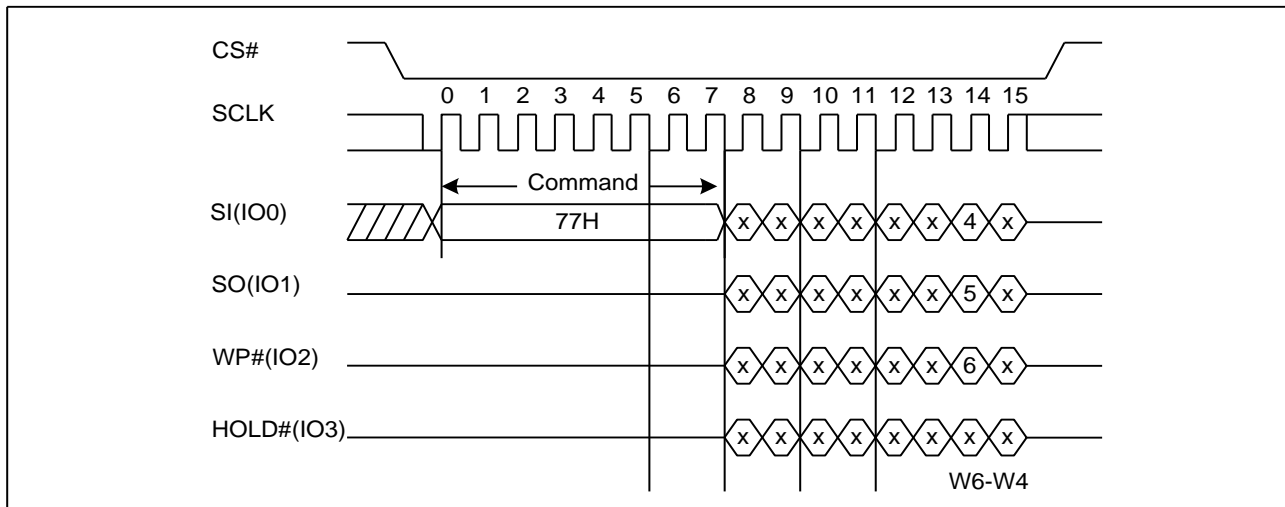 CS#
0 1 2 3 4 5 6 7 8 9 10 11 12 13 14 15
SCLK
Command
SI(IO0) 77H x x x x x x 4 x
SO(IO1) x x x x x x 5 x
WP#(IO2) x x x x x x 6 x
HOLD#(IO3) x x x x x x x x
W6-W4